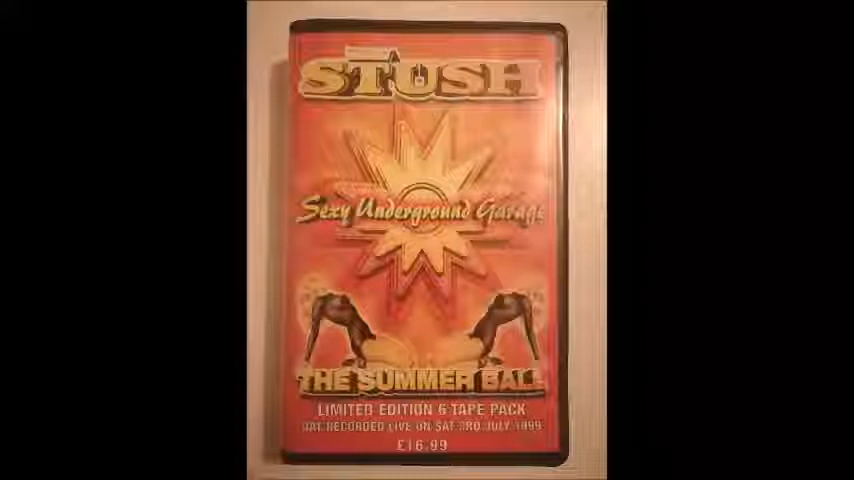 STUSH
Sexy Underground Garage
THE SUMMER BALL
LIMITED EDITION 6 TAPE PACK
DAT RECORDED LIVE ON SAT 3RD JULY 1999
£16.99